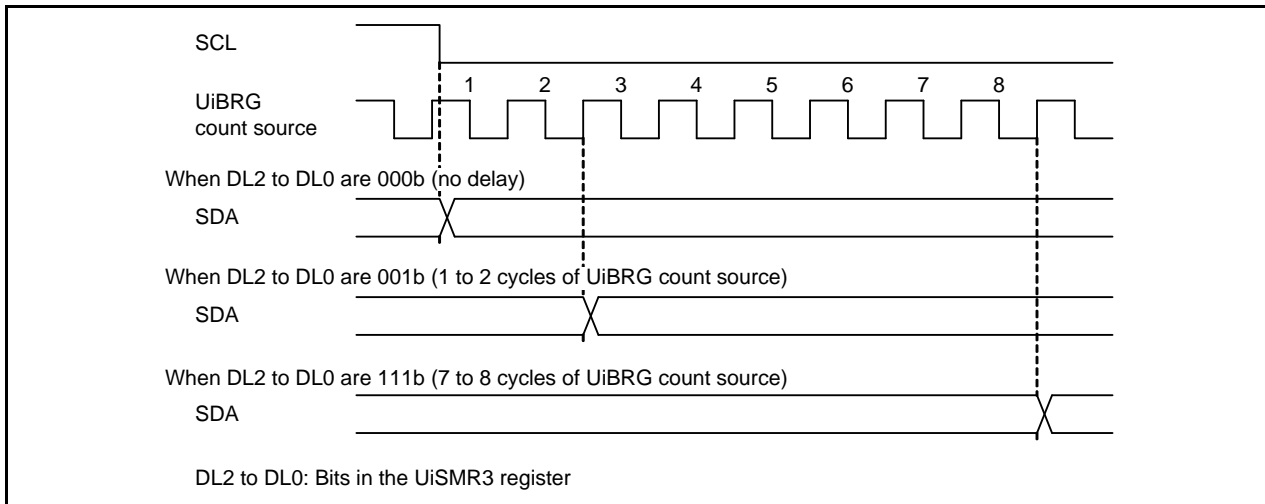 SCL
1 2 3 4 5 6 7 8
UiBRG
count source
When DL2 to DL0 are 000b (no delay)
SDA
When DL2 to DL0 are 001b (1 to 2 cycles of UiBRG count source)
SDA
When DL2 to DL0 are 111b (7 to 8 cycles of UiBRG count source)
SDA
DL2 to DL0: Bits in the UiSMR3 register